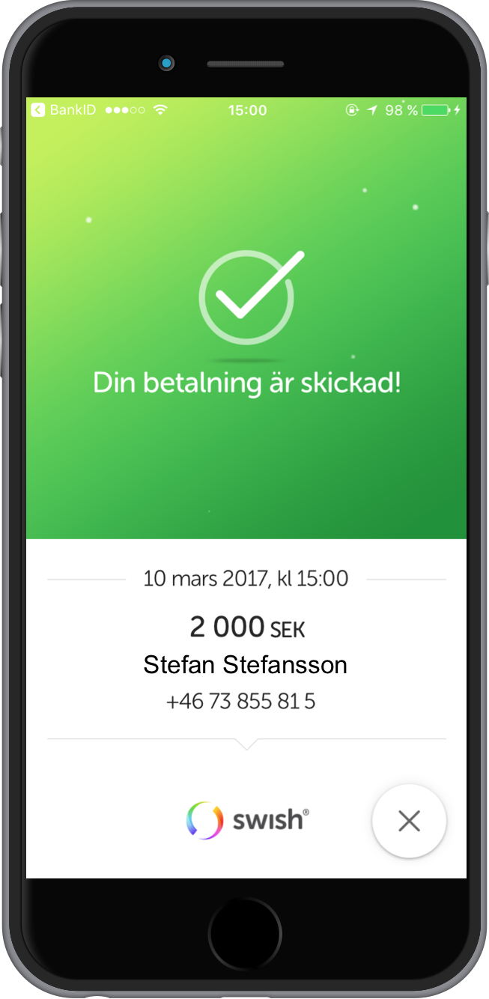 BankID 15:00 98 %
Din betalning är skickad!
10 mars 2017, kl 15:00
2 000 SEK
Stefan Stefansson
+46 73 855 81 5
swish®